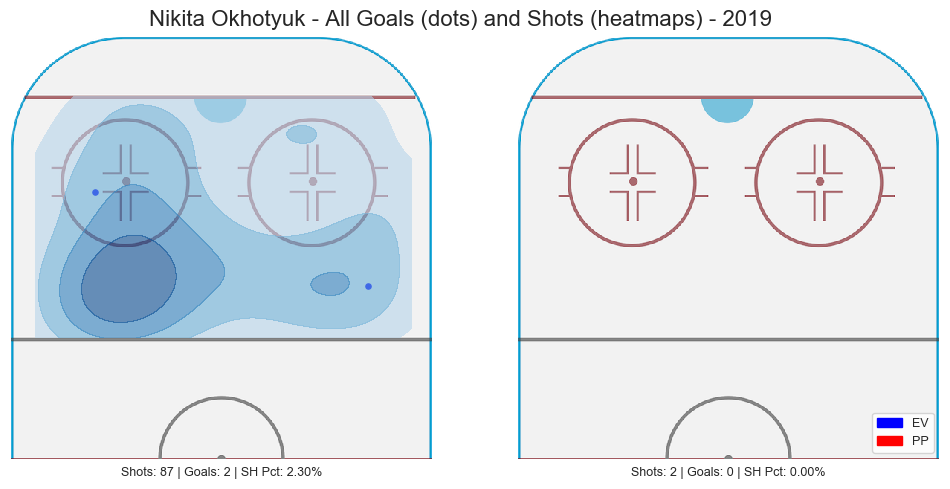 Nikita Okhotyuk - All Goals (dots) and Shots (heatmaps) - 2019
EV
PP
Shots: 87 | Goals: 2 | SH Pct: 2.30%
Shots: 2 | Goals: 0 | SH Pct: 0.00%